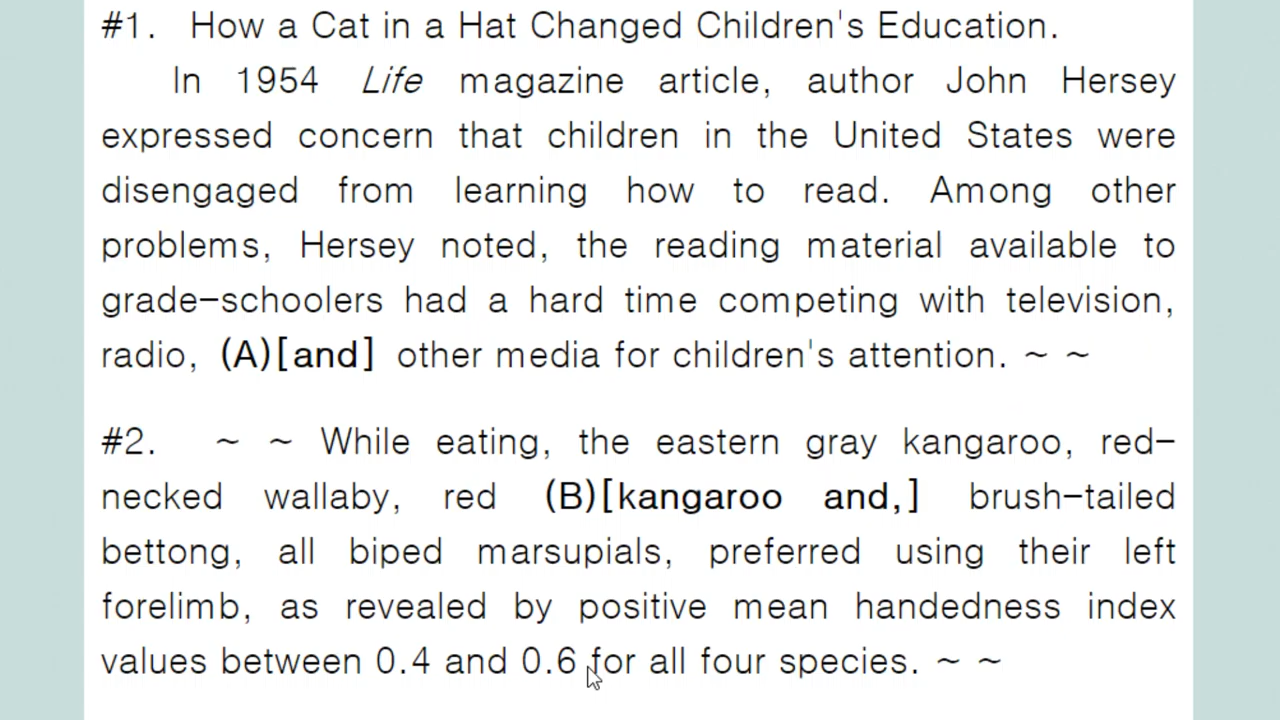 #1. How a Cat in a Hat Changed Children's Education.
In 1954 Life magazine article, author John Hersey
expressed concern that children in the United States were
disengaged from learning how to read. Among other
problems, Hersey noted, the reading material available to
grade-schoolers had a hard time competing with television,
radio, (A)[and] other media for children's attention. ~ ~
#2. ~ ~ While eating, the eastern gray kangaroo, red-
necked wallaby, red (B)[kangaroo and,] brush-tailed
bettong, all biped marsupials, preferred using their left
forelimb, as revealed by positive mean handedness index
values between 0.4 and 0.6 for all four species. ~ ~